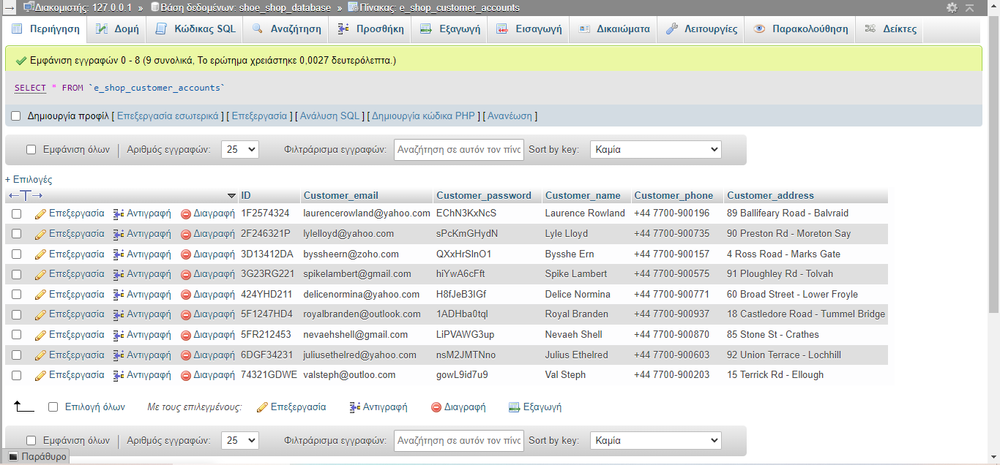 Διακομιστής: 127.0.0.1 » Βάση δεδομένων: shoe_shop_database » Πίνακας: e_shop_customer_accounts
Περιήγηση Δομή Κώδικας SQL Αναζήτηση Προσθήκη Εξαγωγή Εισαγωγή Δικαιώματα Λειτουργίες Παρακολούθηση Δείκτες
Εμφάνιση εγγραφών 0 - 8 (9 συνολικά, Το ερώτημα χρειάστηκε 0,0027 δευτερόλεπτα.)
SELECT * FROM `e_shop_customer_accounts`
Δημιουργία προφίλ [ Επεξεργασία εσωτερικά ] [ Επεξεργασία ] [ Ανάλυση SQL ] [ Δημιουργία κώδικα PHP ] [ Ανανέωση ]
Εμφάνιση όλων | Αριθμός εγγραφών: 25 Φιλτράρισμα εγγραφών: Αναζήτηση σε αυτόν τον πίνα Sort by key: Καμία
+ Επιλογές
←T→ ID Customer_email Customer_password Customer_name Customer_phone Customer_address
Επεξεργασία Αντιγραφή Διαγραφή 1F2574324 laurencerowland@yahoo.com EChN3KxNcS Laurence Rowland +44 7700-900196 89 Ballifeary Road - Balvraid
Επεξεργασία Αντιγραφή Διαγραφή 2F246321P lylelloyd@yahoo.com sPcKmGHydN Lyle Lloyd +44 7700-900735 90 Preston Rd - Moreton Say
Επεξεργασία Αντιγραφή Διαγραφή 3D13412DA byssheern@zoho.com QXxHrSlnO1 Bysshe Ern +44 7700-900157 4 Ross Road - Marks Gate
Επεξεργασία Αντιγραφή Διαγραφή 3G23RG221 spikelambert@gmail.com hiYwA6cFft Spike Lambert +44 7700-900575 91 Ploughley Rd - Tolvah
Επεξεργασία Αντιγραφή Διαγραφή 424YHD211 delicenormina@yahoo.com H8fJeB3IGf Delice Normina +44 7700-900771 60 Broad Street - Lower Froyle
Επεξεργασία Αντιγραφή Διαγραφή 5F1247HD4 royalbranden@outlook.com 1ADHba0tqI Royal Branden +44 7700-900937 18 Castledore Road - Tummel Bridge
Επεξεργασία Αντιγραφή Διαγραφή 5FR212453 nevaehshell@gmail.com LiPVAWG3up Nevaeh Shell +44 7700-900870 85 Stone St - Crathes
Επεξεργασία Αντιγραφή Διαγραφή 6DGF34231 juliusethelred@yahoo.com nsM2JMTNno Julius Ethelred +44 7700-900603 92 Union Terrace - Lochhill
Επεξεργασία Αντιγραφή Διαγραφή 74321GDWE valsteph@outloo.com gowL9id7u9 Val Steph +44 7700-900203 15 Terrick Rd - Ellough
Επιλογή όλων Με τους επιλεγμένους: Επεξεργασία Αντιγραφή Διαγραφή Εξαγωγή
Εμφάνιση όλων | Αριθμός εγγραφών: 25 Φιλτράρισμα εγγραφών: Αναζήτηση σε αυτόν τον πίνα Sort by key: Καμία
Παράθυρο